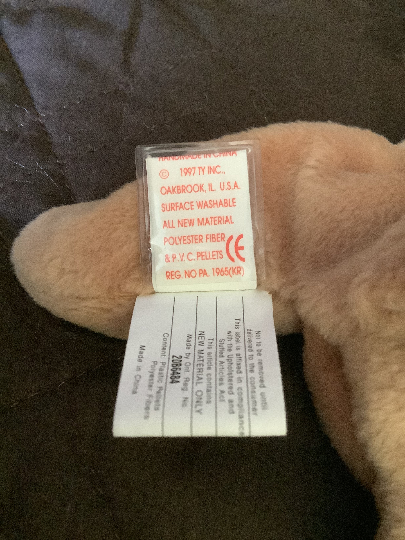 HANDMADE IN CHINA
© 1997 TY INC.,
OAKBROOK, IL. U.S.A.
SURFACE WASHABLE
ALL NEW MATERIAL
POLYESTER FIBER
& P.V.C. PELLETS CE
REG. NO PA. 1965(KR)
Not to be removed until
delivered to the consumer
This label is affixed in compliance
with the Upholstered and
Stuffed Articles Act
This article contains
NEW MATERIAL ONLY
Made by Ont. Reg. No.
20B6484
Content: Plastic Pellets
Polyester Fibers
Made in China